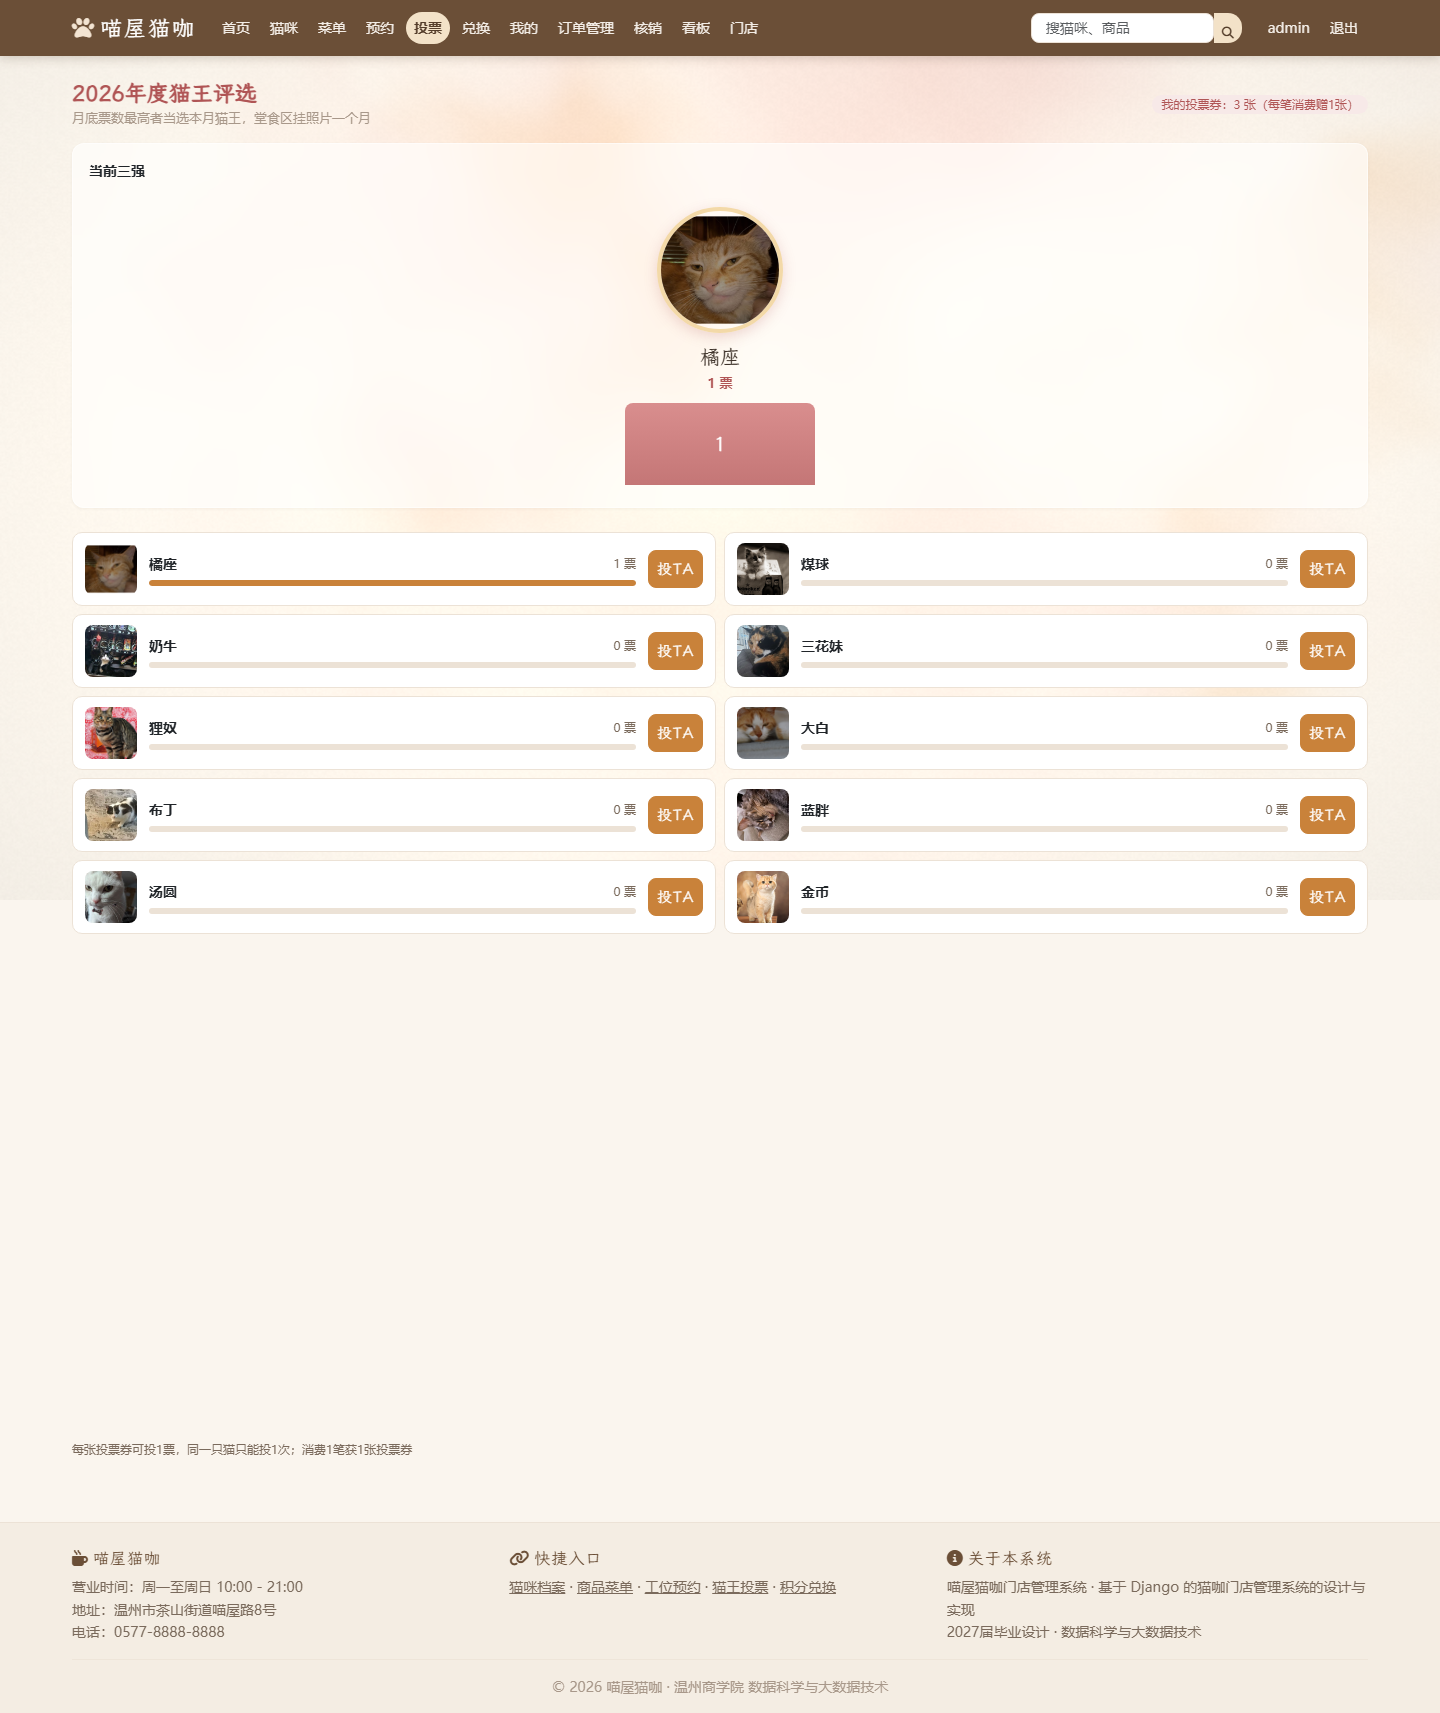 喵屋猫咖 首页 猫咪 菜单 预约 投票 兑换 我的 订单管理 核销 看板 门店 搜猫咪、商品 admin 退出
2026年度猫王评选
月底票数最高者当选本月猫王，堂食区挂照片一个月
我的投票券：3 张（每笔消费赠1张）
当前三强
橘座
1 票
1
橘座 1 票 投TA
煤球 0 票 投TA
奶牛 0 票 投TA
三花妹 0 票 投TA
狸奴 0 票 投TA
大白 0 票 投TA
布丁 0 票 投TA
蓝胖 0 票 投TA
汤圆 0 票 投TA
金币 0 票 投TA
每张投票券可投1票，同一只猫只能投1次；消费1笔获1张投票券
喵屋猫咖
营业时间：周一至周日 10:00 - 21:00
地址：温州市茶山街道喵屋路8号
电话：0577-8888-8888
快捷入口
猫咪档案 · 商品菜单 · 工位预约 · 猫王投票 · 积分兑换
关于本系统
喵屋猫咖门店管理系统 · 基于 Django 的猫咖门店管理系统的设计与
实现
2027届毕业设计 · 数据科学与大数据技术
© 2026 喵屋猫咖 · 温州商学院 数据科学与大数据技术